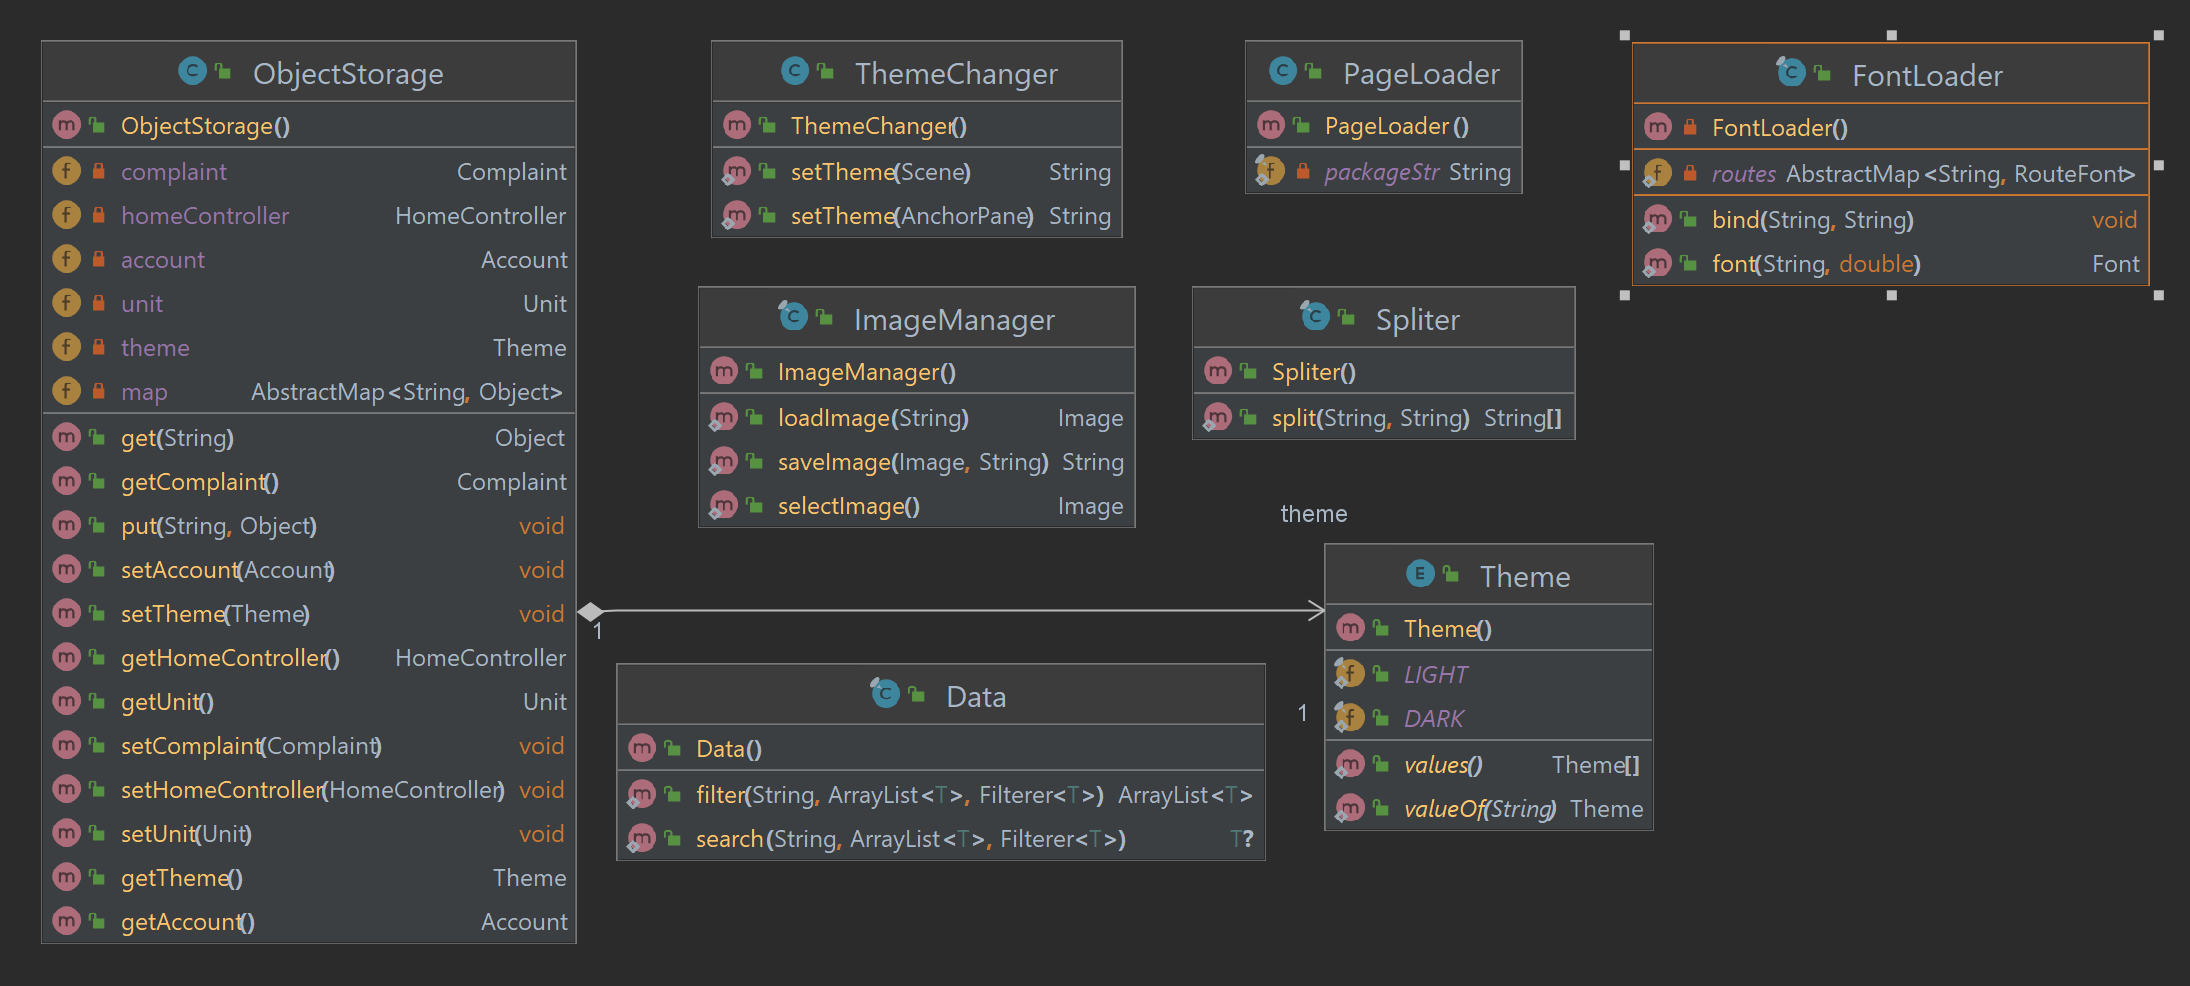 ObjectStorage
ObjectStorage()
complaint Complaint
homeController HomeController
account Account
unit Unit
theme Theme
map AbstractMap<String, Object>
get(String) Object
getComplaint() Complaint
put(String, Object) void
setAccount(Account) void
setTheme(Theme) void
getHomeController() HomeController
getUnit() Unit
setComplaint(Complaint) void
setHomeController(HomeController) void
setUnit(Unit) void
getTheme() Theme
getAccount() Account
ThemeChanger
ThemeChanger()
setTheme(Scene) String
setTheme(AnchorPane) String
PageLoader
PageLoader()
packageStr String
FontLoader
FontLoader()
routes AbstractMap<String, RouteFont>
bind(String, String) void
font(String, double) Font
ImageManager
ImageManager()
loadImage(String) Image
saveImage(Image, String) String
selectImage() Image
Spliter
Spliter()
split(String, String) String[]
theme
1
1
Theme
Theme()
LIGHT
DARK
values() Theme[]
valueOf(String) Theme
Data
Data()
filter(String, ArrayList<T>, Filterer<T>) ArrayList<T>
search(String, ArrayList<T>, Filterer<T>) T?